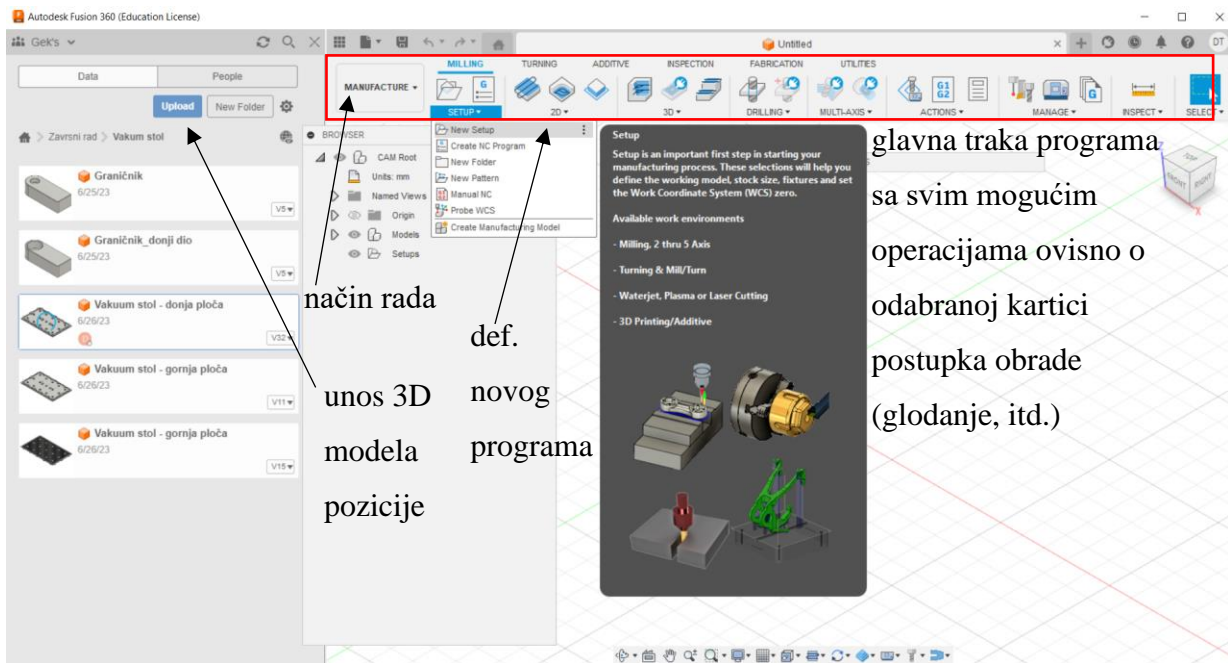 Autodesk Fusion 360 (Education License)
Gek's
Untitled
DT
Data
People
Upload
New Folder
Zavrsni rad > Vakum stol
Graničnik
6/25/23
V5
Graničnik_donji dio
6/25/23
V5
Vakuum stol - donja ploča
6/26/23
V32
Vakuum stol - gornja ploča
6/26/23
V11
Vakuum stol - gornja ploča
6/26/23
V15
MILLING
TURNING
ADDITIVE
INSPECTION
FABRICATION
UTILITIES
MANUFACTURE
G
G1
G2
G
SETUP
2D
3D
DRILLING
MULTI-AXIS
ACTIONS
MANAGE
INSPECT
SELECT
BROWSER
CAM Root
Units: mm
Named Views
Origin
Models
Setups
New Setup
Create NC Program
New Folder
New Pattern
Manual NC
Probe WCS
Create Manufacturing Model
Setup
Setup is an important first step in starting your
manufacturing process. These selections will help you
define the working model, stock size, fixtures and set
the Work Coordinate System (WCS) zero.
Available work environments
- Milling, 2 thru 5 Axis
- Turning & Mill/Turn
- Waterjet, Plasma or Laser Cutting
- 3D Printing/Additive
način rada
unos 3D
modela
pozicije
def.
novog
programa
glavna traka programa
sa svim mogućim
operacijama ovisno o
odabranoj kartici
postupka obrade
(glodanje, itd.)
Z
TOP
FRONT
RIGHT
X